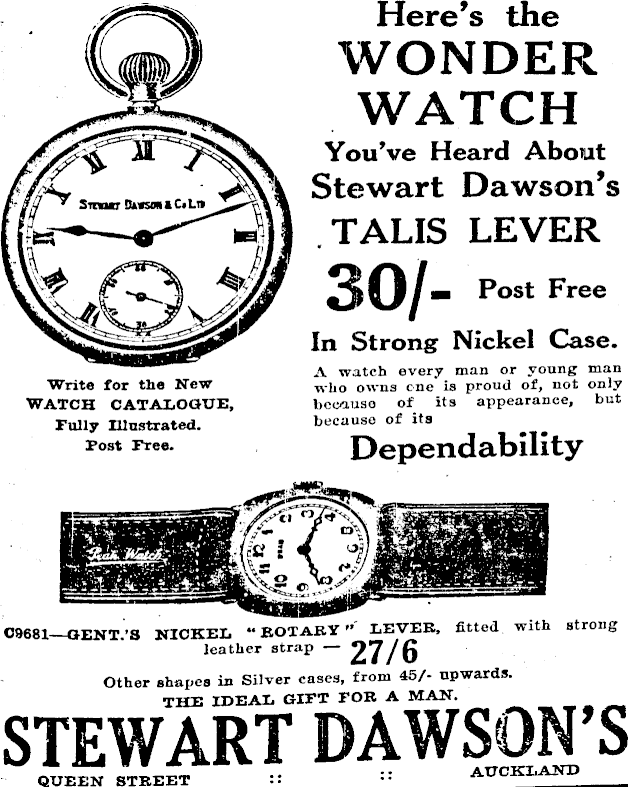 Here's the
WONDER
WATCH
You've Heard About
Stewart Dawson's
TALIS LEVER
30/- Post Free
In Strong Nickel Case.
A watch every man or young man
who owns one is proud of, not only
because of its appearance, but
because of its
Dependability
STEWART DAWSON & Co LTD
Write for the New
WATCH CATALOGUE,
Fully Illustrated.
Post Free.
C9681—GENT.'S NICKEL "ROTARY" LEVER, fitted with strong
leather strap — 27/6
Other shapes in Silver cases, from 45/- upwards.
THE IDEAL GIFT FOR A MAN.
STEWART DAWSON'S
QUEEN STREET :: :: AUCKLAND